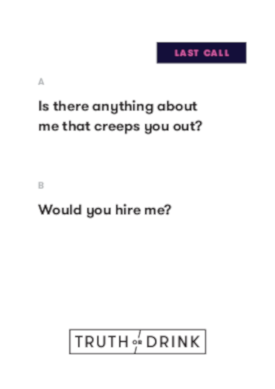 LAST CALL
A
Is there anything about
me that creeps you out?
B
Would you hire me?
TRUTH OR DRINK